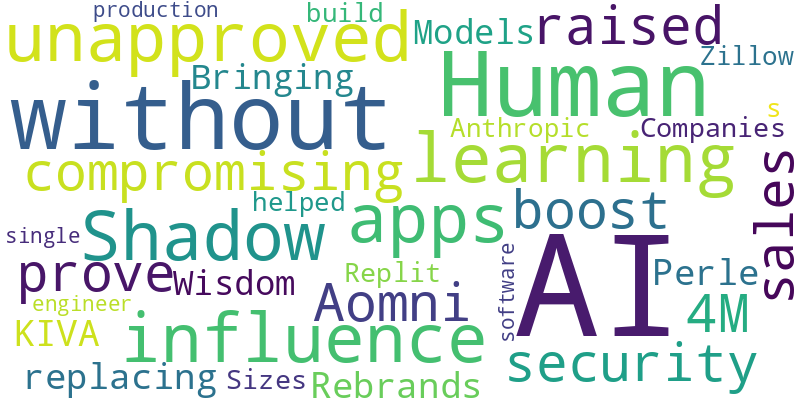 production
build
unapproved
Models
raised
Zillow
Bringing
Human
without
s
Anthropic
Companies
compromising
learning
sales
helped
apps
boost
single
Shadow
AI
software
prove
Wisdom
Replit
Perle
engineer
Aomni
4M
KIVA
influence
security
replacing
Sizes
Rebrands